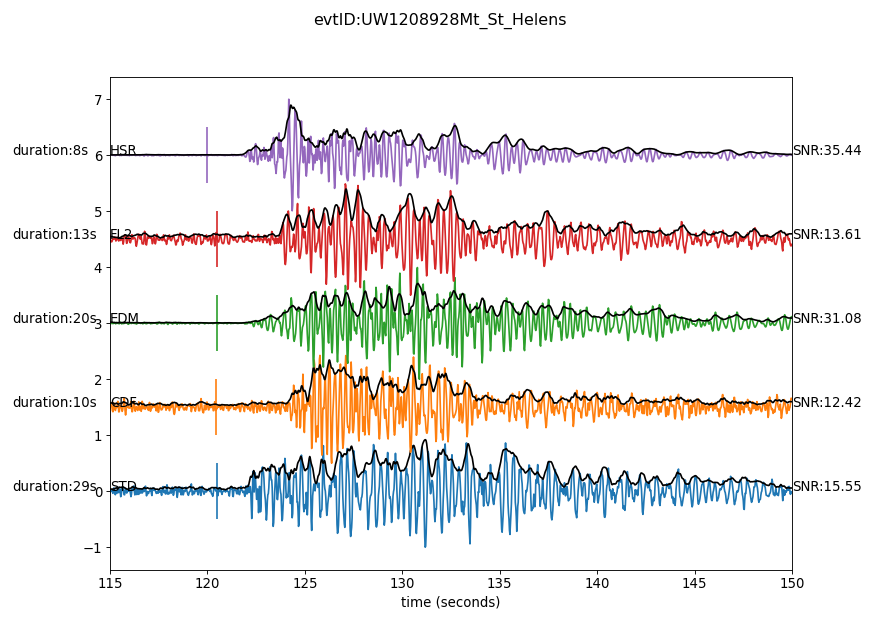 evtID:UW1208928Mt_St_Helens
7
duration:8s HSR SNR:35.44
6
5
duration:13s EL2 SNR:13.61
4
duration:20s EDM SNR:31.08
3
2
duration:10s CDF SNR:12.42
1
duration:29s STD SNR:15.55
0
−1
115 120 125 130 135 140 145 150
time (seconds)